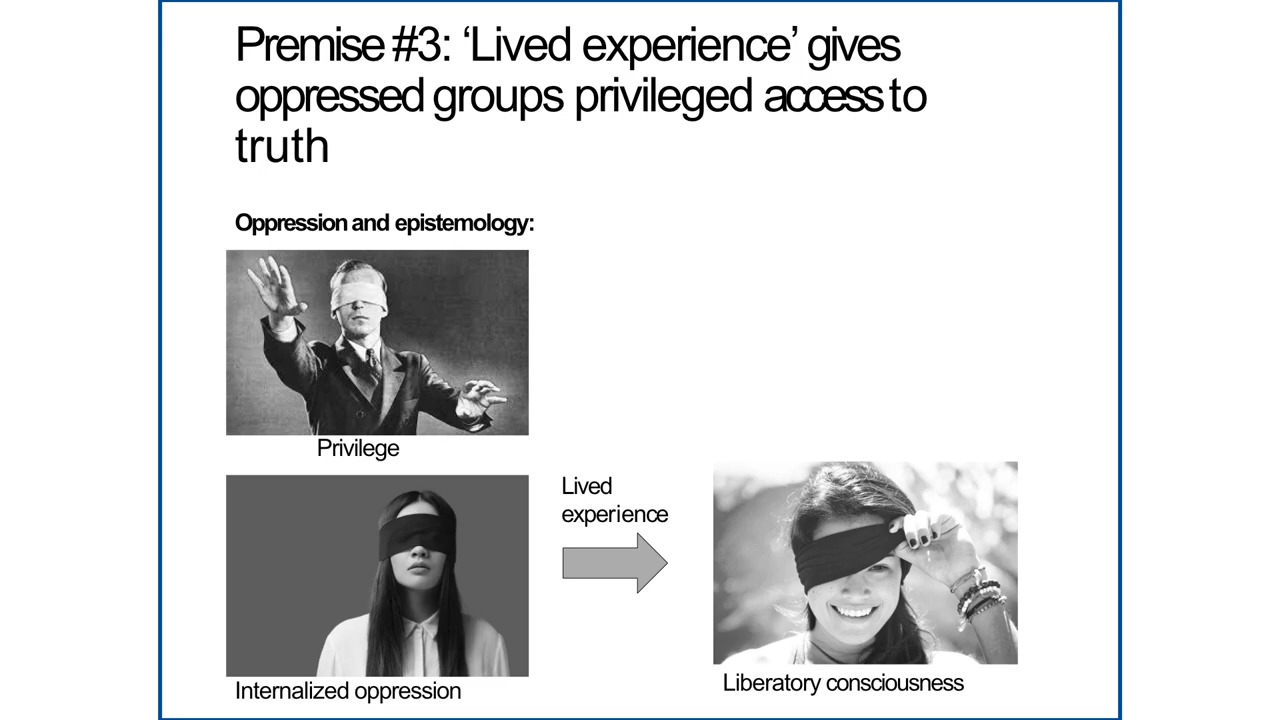 Premise #3: ‘Lived experience’ gives
oppressed groups privileged access to
truth
Oppression and epistemology:
Privilege
Lived
experience
Internalized oppression
Liberatory consciousness